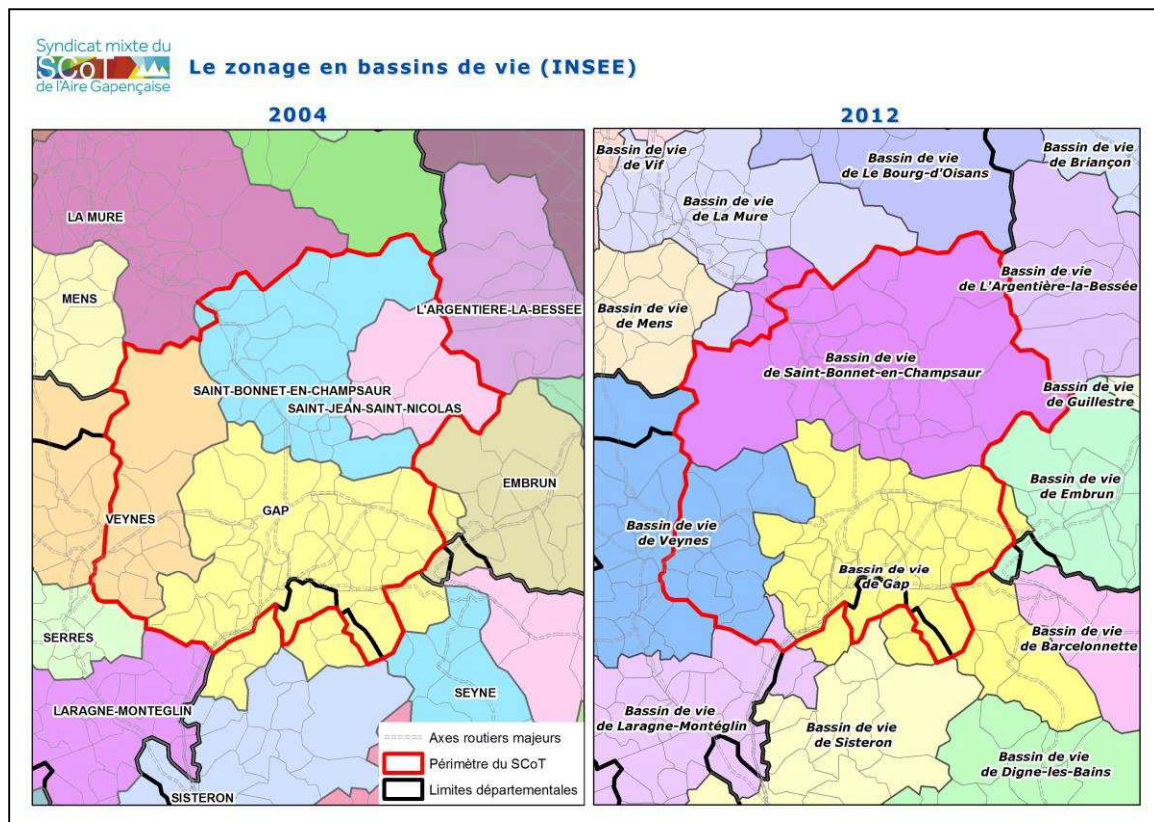 Syndicat mixte du
SCoT
de l'Aire Gapençaise
Le zonage en bassins de vie (INSEE)
2004
LA MURE
MENS
L'ARGENTIERE-LA-BESSEE
SAINT-BONNET-EN-CHAMPSAUR
SAINT-JEAN-SAINT-NICOLAS
EMBRUN
GAP
VEYNES
SERRES
SEYNE
LARAGNE-MONTEGLIN
SISTERON
Axes routiers majeurs
Périmètre du SCoT
Limites départementales
2012
Bassin de vie
de Vif
Bassin de vie
de Le Bourg-d'Oisans
Bassin de vie
de Briançon
Bassin de vie
de La Mure
Bassin de vie
de L'Argentière-la-Bessée
Bassin de vie
de Mens
Bassin de vie
de Saint-Bonnet-en-Champsaur
Bassin de vie
de Guillestre
Bassin de vie
de Embrun
Bassin de vie
de Veynes
Bassin de vie
de Gap
Bassin de vie
de Barcelonnette
Bassin de vie
de Laragne-Montéglin
Bassin de vie
de Sisteron
Bassin de vie
de Digne-les-Bains